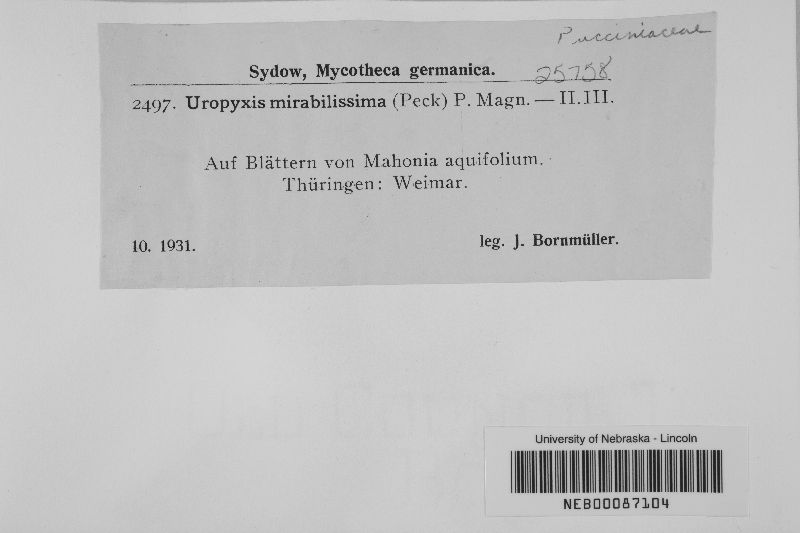 Pucciniaceae
Sydow, Mycotheca germanica. 25758
2497. Uropyxis mirabilissima (Peck) P. Magn. — II.III.
Auf Blättern von Mahonia aquifolium.
Thüringen: Weimar.
10. 1931. leg. J. Bornmüller.
University of Nebraska - Lincoln
NEB00087104